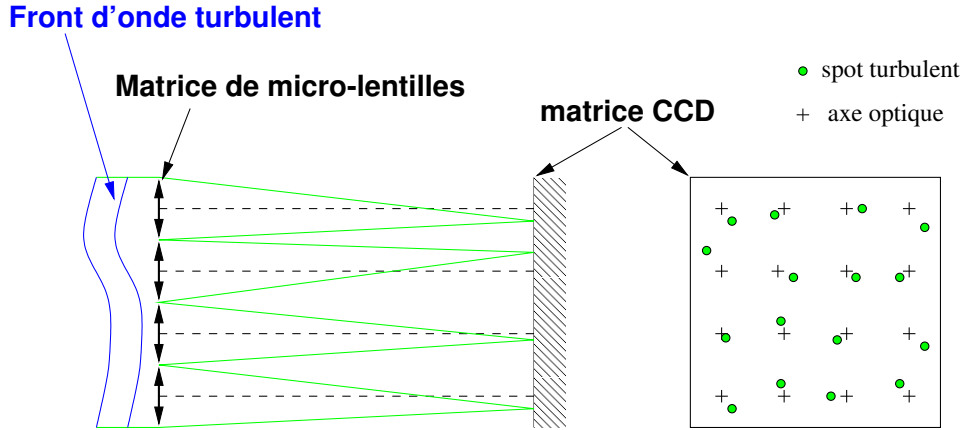 Front d'onde turbulent
Matrice de micro-lentilles
matrice CCD
spot turbulent
axe optique